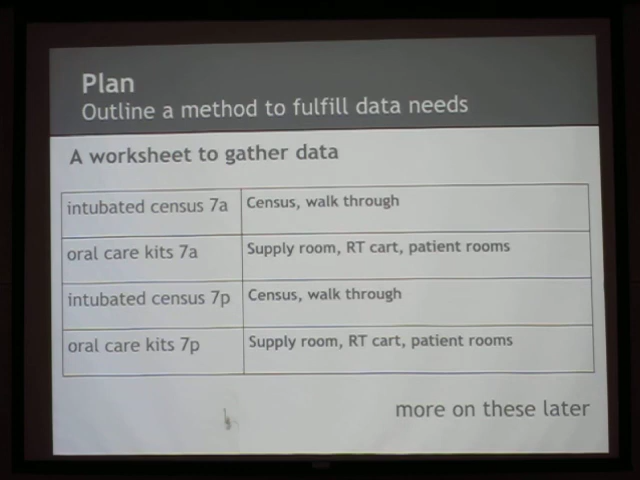 Plan
Outline a method to fulfill data needs
A worksheet to gather data
intubated census 7a Census, walk through
oral care kits 7a Supply room, RT cart, patient rooms
intubated census 7p Census, walk through
oral care kits 7p Supply room, RT cart, patient rooms
more on these later